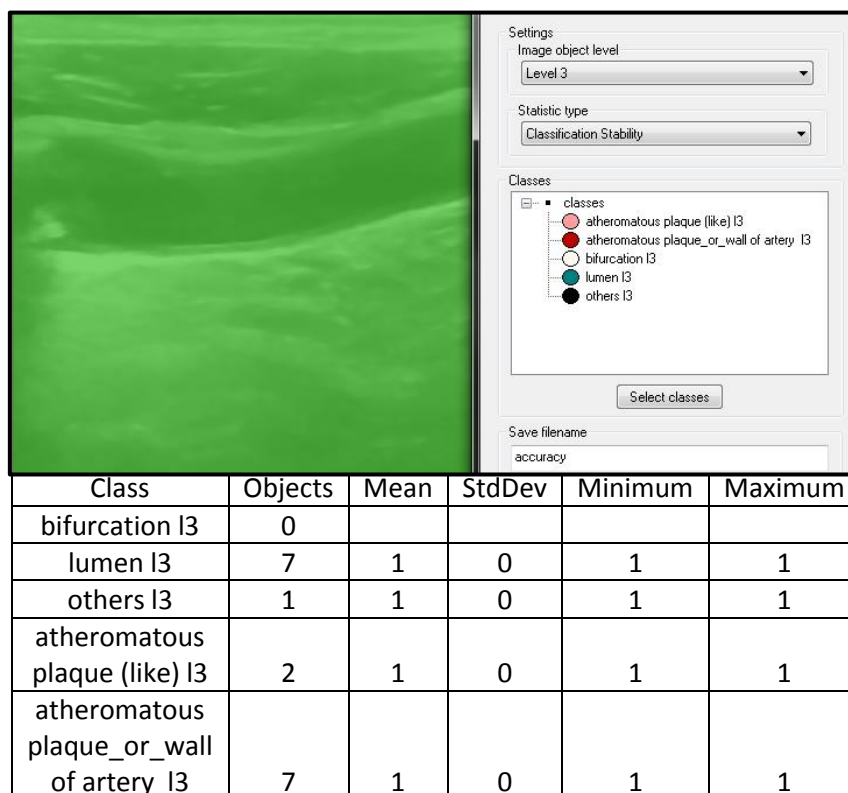 Settings
Image object level
Level 3
Statistic type
Classification Stability
Classes
classes
atheromatous plaque (like) l3
atheromatous plaque_or_wall of artery l3
bifurcation l3
lumen l3
others l3
Select classes
Save filename
accuracy
Class Objects Mean StdDev Minimum Maximum
bifurcation l3 0
lumen l3 7 1 0 1 1
others l3 1 1 0 1 1
atheromatous
plaque (like) l3 2 1 0 1 1
atheromatous
plaque_or_wall
of artery l3 7 1 0 1 1